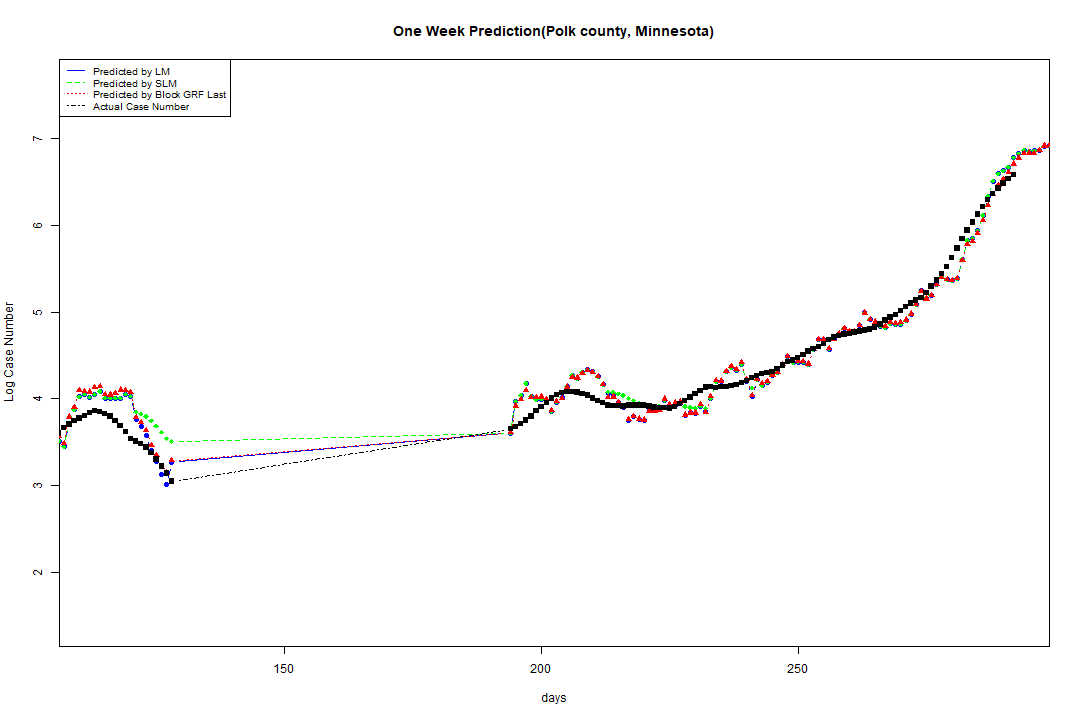 One Week Prediction(Polk county, Minnesota)
Predicted by LM
Predicted by SLM
Predicted by Block GRF Last
Actual Case Number
Log Case Number
7
6
5
4
3
2
150
200
250
days